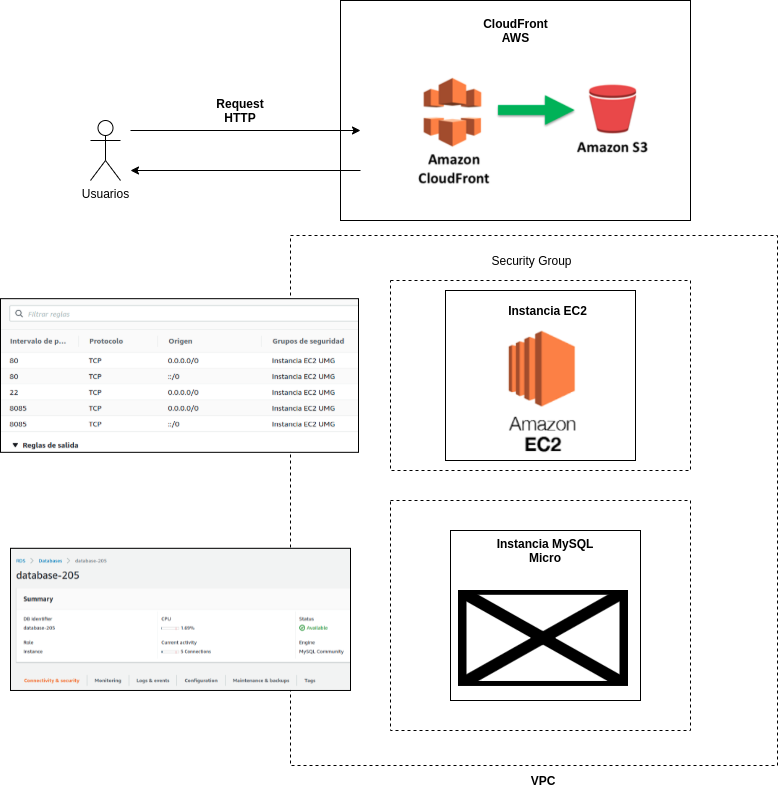 CloudFront
AWS
Request
HTTP
Amazon
CloudFront
Amazon S3
Usuarios
Security Group
Filtrar reglas
Intervalo de p... Protocolo Origen Grupos de seguridad
80 TCP 0.0.0.0/0 Instancia EC2 UMG
80 TCP ::/0 Instancia EC2 UMG
22 TCP 0.0.0.0/0 Instancia EC2 UMG
8085 TCP 0.0.0.0/0 Instancia EC2 UMG
8085 TCP ::/0 Instancia EC2 UMG
Reglas de salida
Instancia EC2
Amazon
EC2
RDS Databases database-205
database-205
Summary
DB identifier CPU Status
database-205 1.69% Available
Role Current activity Engine
Instance 5 Connections MySQL Community
Connectivity & security Monitoring Logs & events Configuration Maintenance & backups Tags
Instancia MySQL
Micro
VPC